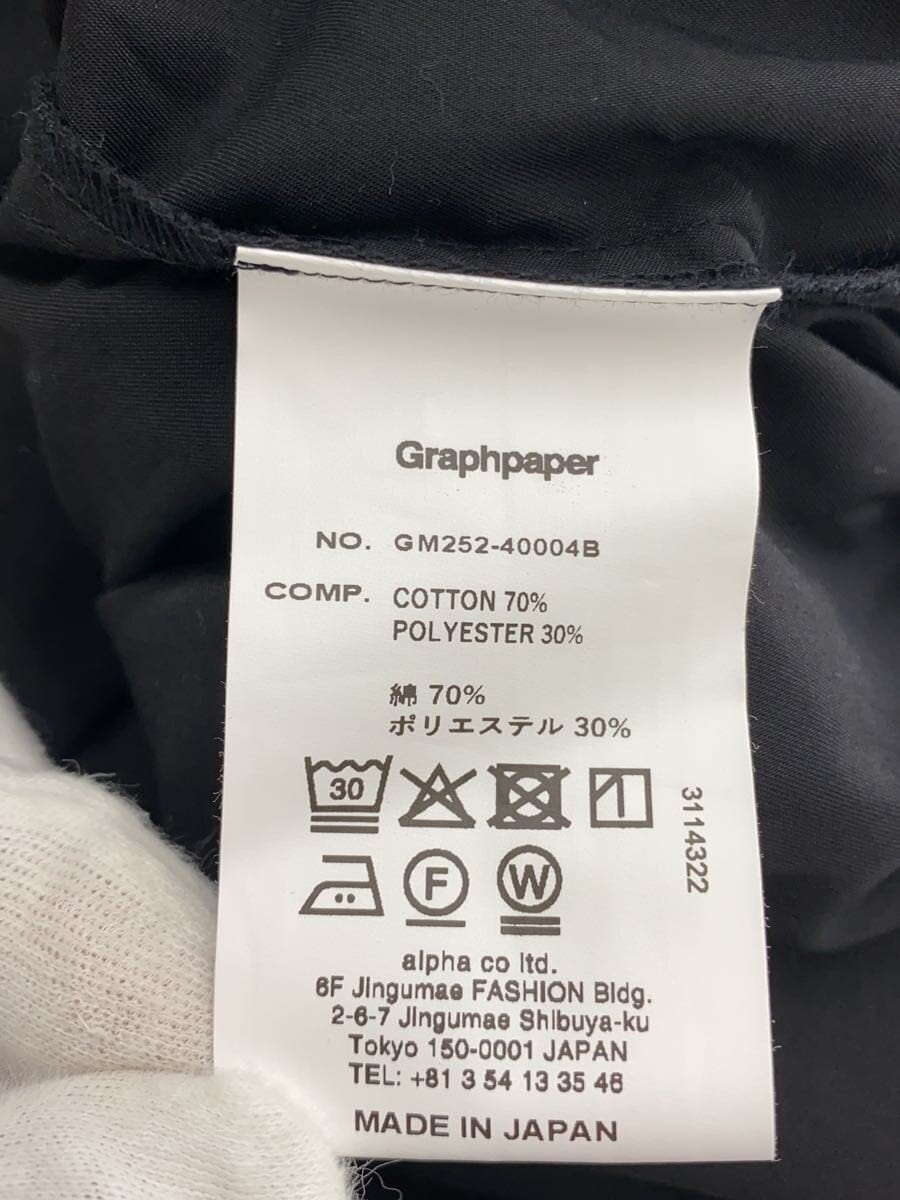 Graphpaper
NO. GM252-40004B
COMP. COTTON 70%
POLYESTER 30%
綿 70%
ポリエステル 30%
30
3114322
F
W
alpha co ltd.
6F Jingumae FASHION Bldg.
2-6-7 Jingumae Shibuya-ku
Tokyo 150-0001 JAPAN
TEL: +81 3 54 13 35 46
MADE IN JAPAN